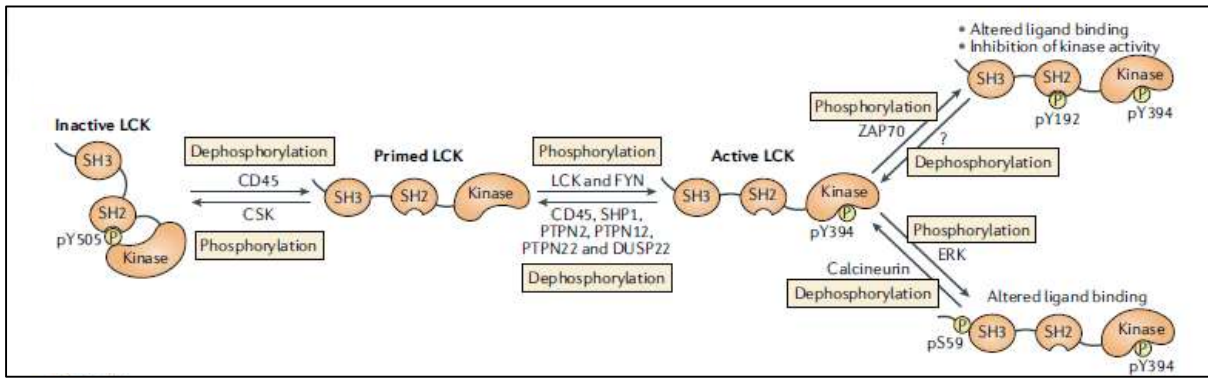 Inactive LCK
SH3
SH2
pY505
P
Kinase
Dephosphorylation
CD45
CSK
Phosphorylation
Primed LCK
SH3
SH2
Kinase
Phosphorylation
LCK and FYN
CD45, SHP1,
PTPN2, PTPN12,
PTPN22 and DUSP22
Dephosphorylation
Active LCK
SH3
SH2
Kinase
P
pY394
Phosphorylation
ZAP70
?
Dephosphorylation
• Altered ligand binding
• Inhibition of kinase activity
SH3
SH2
Kinase
P
P
pY192
pY394
Phosphorylation
ERK
Calcineurin
Dephosphorylation
Altered ligand binding
P
pS59
SH3
SH2
Kinase
P
pY394